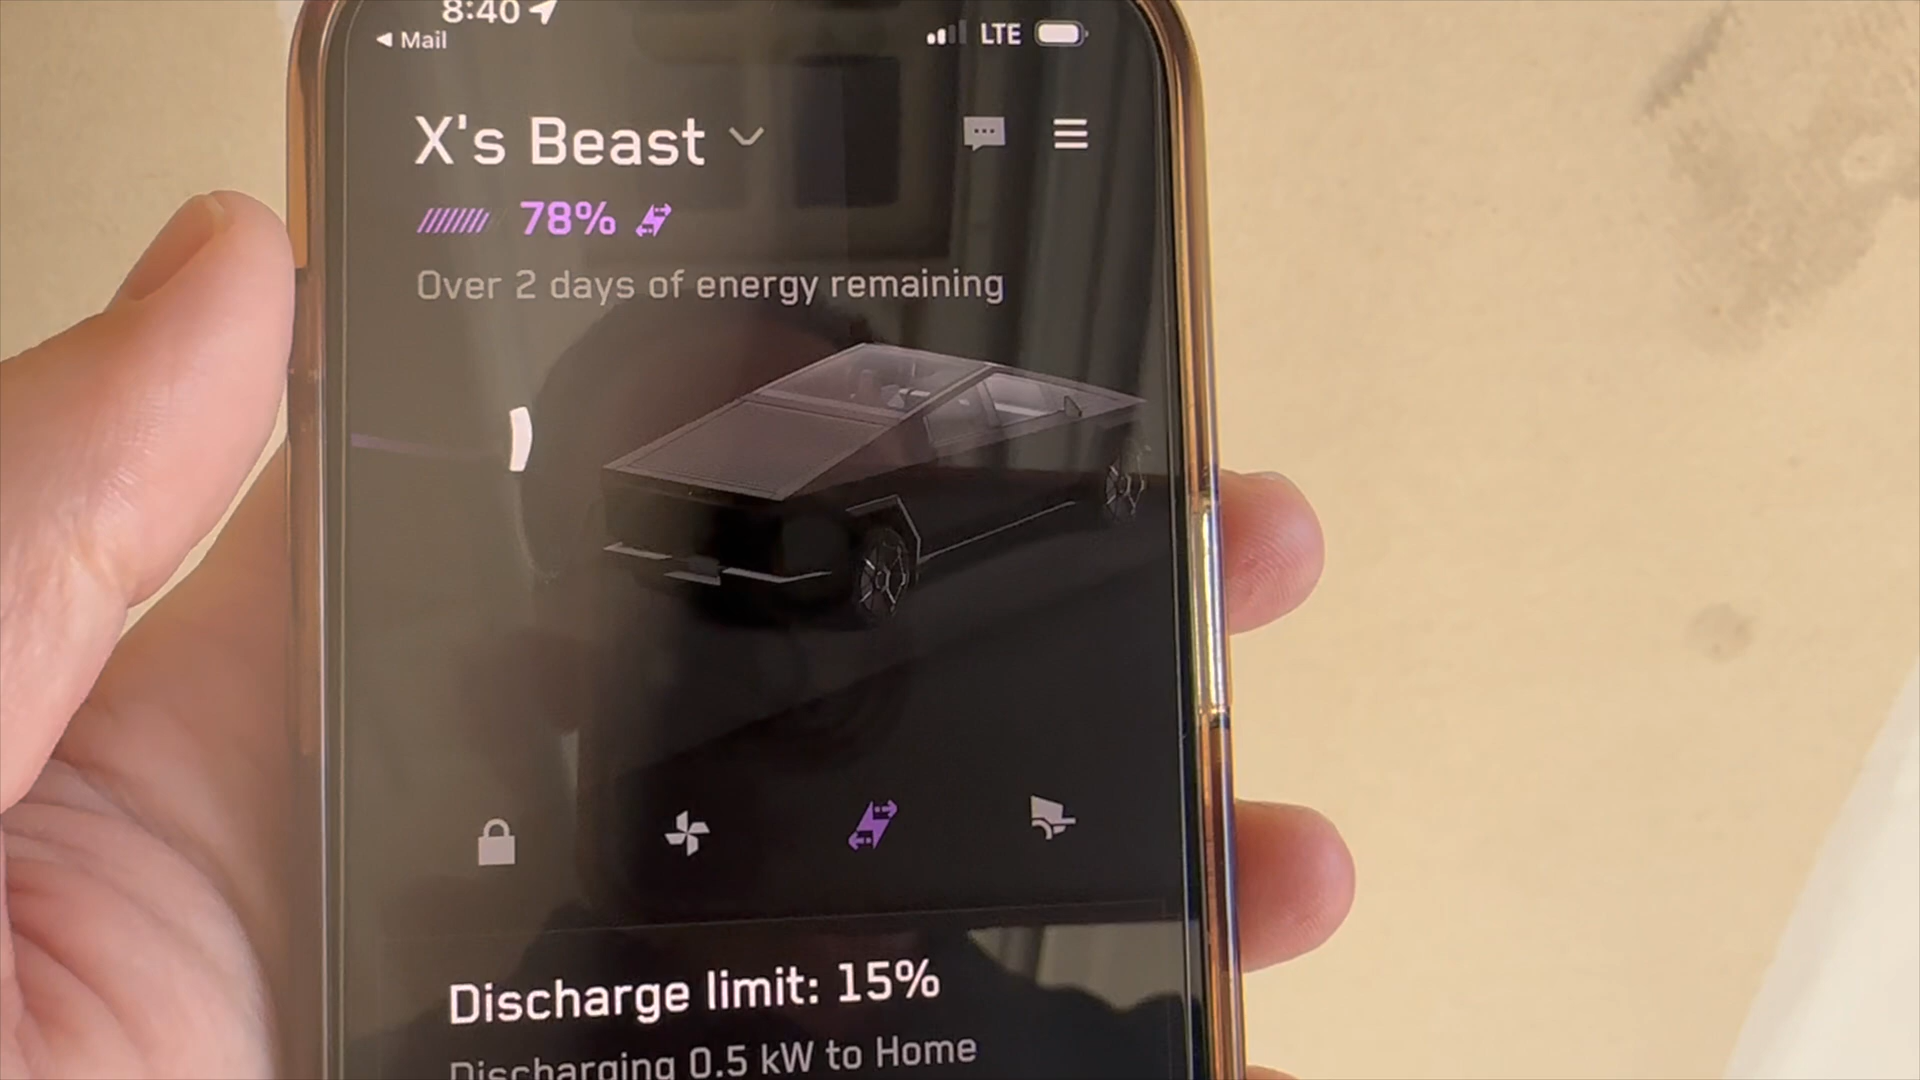 8:40
Mail
LTE
X's Beast
78%
Over 2 days of energy remaining
Discharge limit: 15%
Discharging 0.5 kW to Home